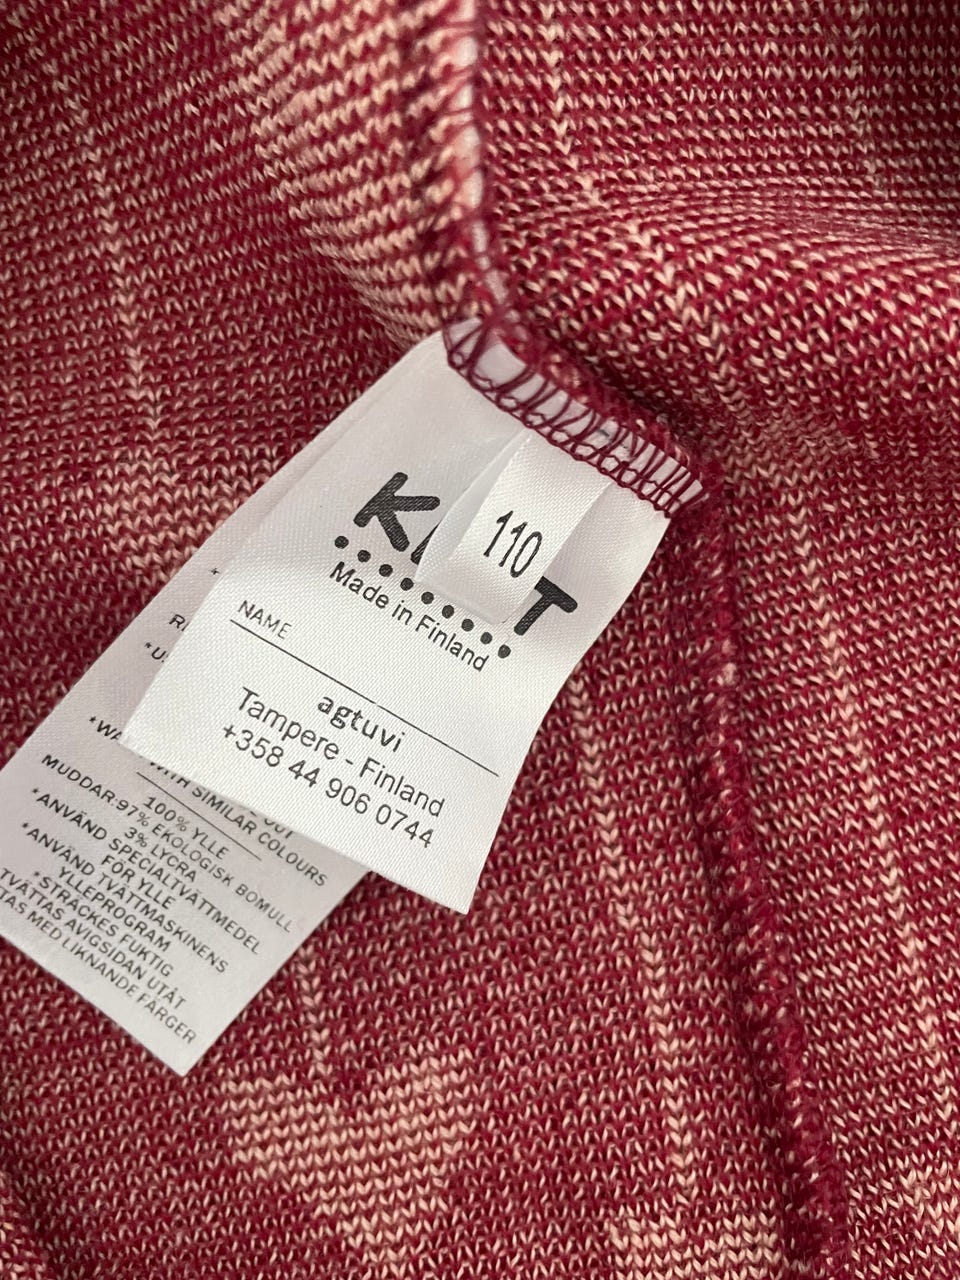 110
Made in Finland
NAME
agtuvi
Tampere - Finland
+358 44 906 0744
WITH SIMILAR COLOURS
100% YLLE
MUDDAR:97% EKOLOGISK BOMULL
3% LYCRA
*ANVÄND SPECIALTVÄTTMEDEL
FÖR YLLE
*ANVÄND TVÄTTMASKINENS
YLLEPROGRAM
*STRÄCKES FUKTIG
TVÄTTAS AVIGSIDAN UTÅT
MED LIKNANDE FÄRGER